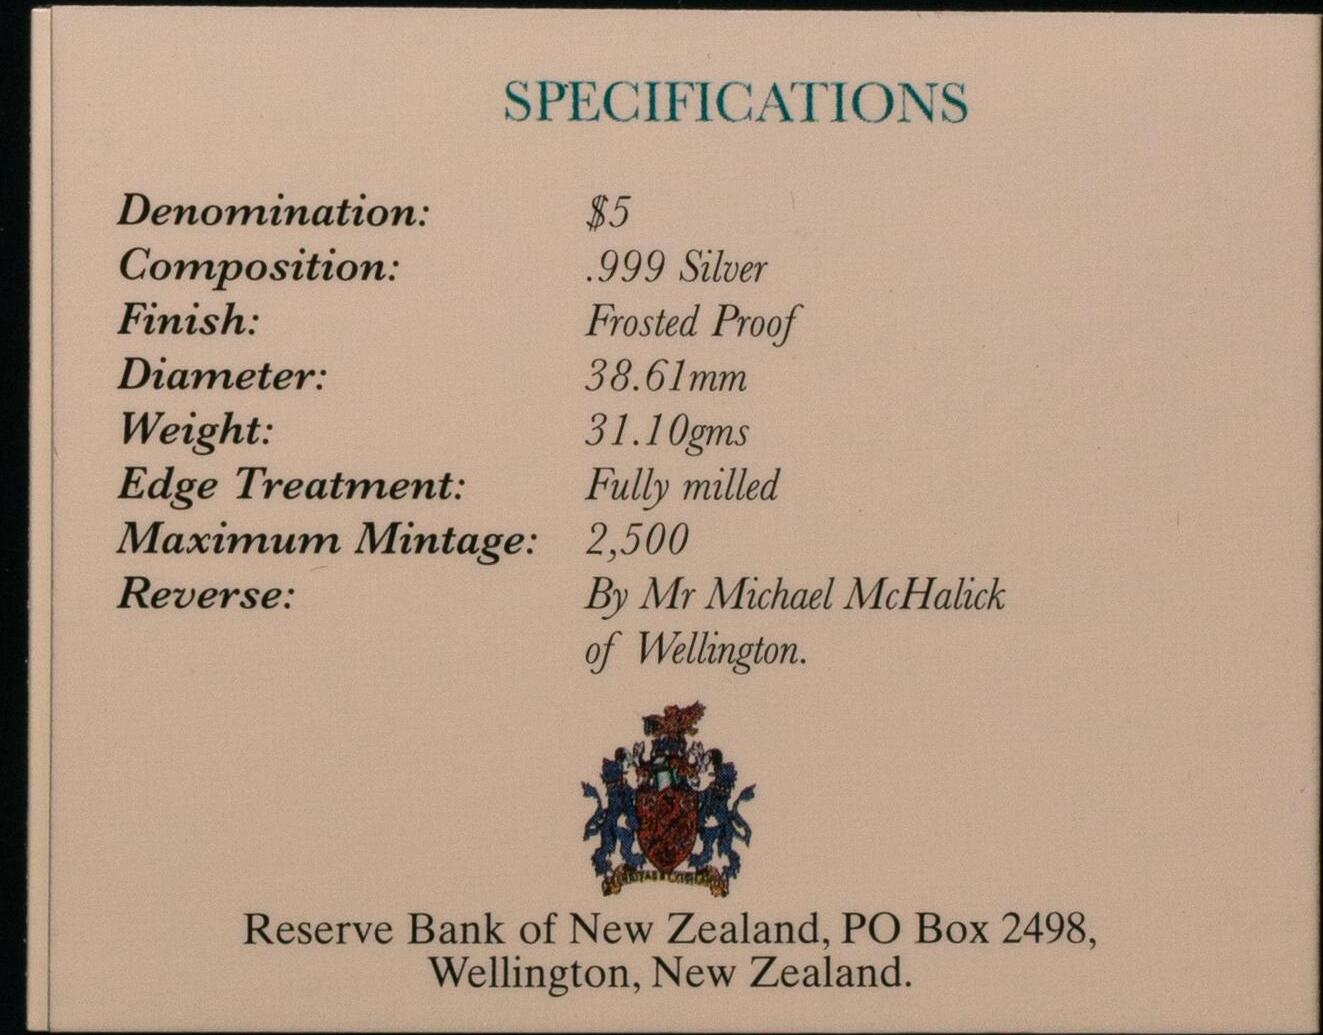 SPECIFICATIONS
Denomination: $5
Composition: .999 Silver
Finish: Frosted Proof
Diameter: 38.61mm
Weight: 31.10gms
Edge Treatment: Fully milled
Maximum Mintage: 2,500
Reverse: By Mr Michael McHalick
of Wellington.
Reserve Bank of New Zealand, PO Box 2498,
Wellington, New Zealand.